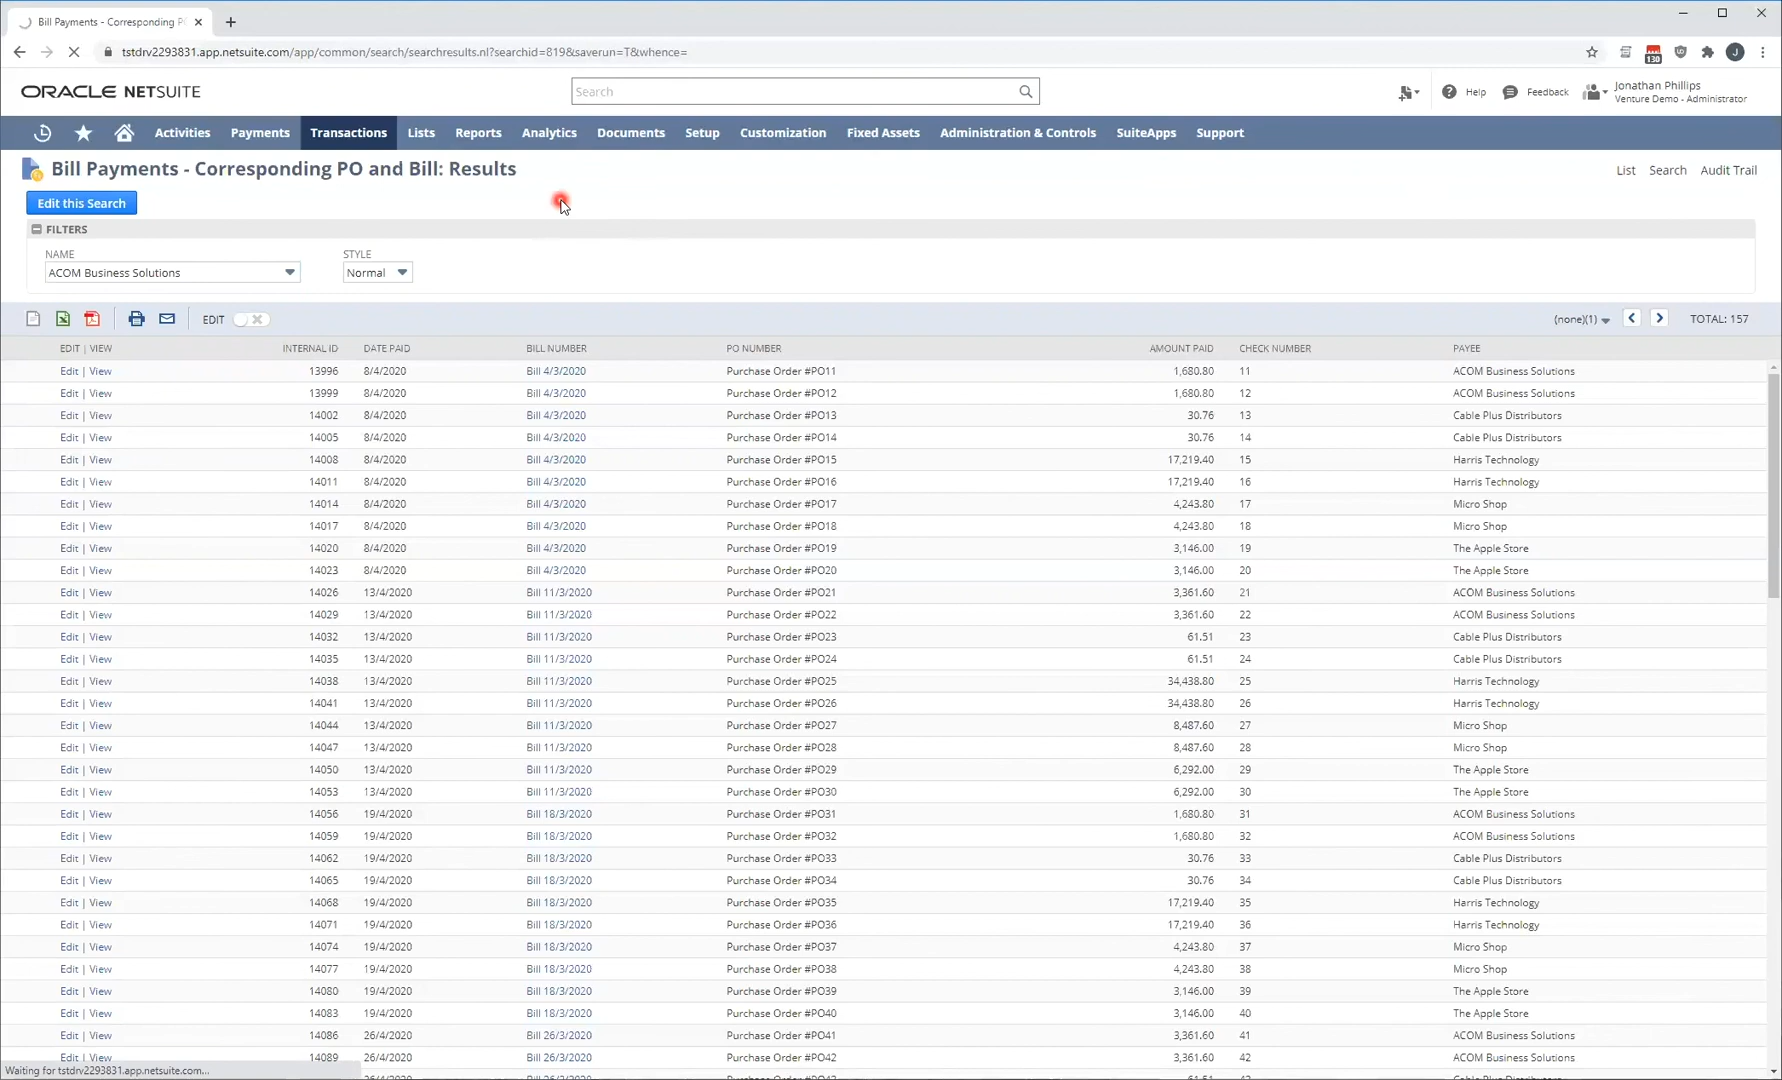 Bill Payments - Corresponding P
tstdrv2293831.app.netsuite.com/app/common/search/searchresults.nl?searchid=819&saverun=T&whence=
130
J
ORACLE NETSUITE
Search
Help
Feedback
Jonathan Phillips
Venture Demo - Administrator
Activities Payments Transactions Lists Reports Analytics Documents Setup Customization Fixed Assets Administration & Controls SuiteApps Support
Bill Payments - Corresponding PO and Bill: Results
List Search Audit Trail
Edit this Search
FILTERS
NAME STYLE
ACOM Business Solutions Normal
EDIT (none)(1) TOTAL: 157
EDIT | VIEW INTERNAL ID DATE PAID BILL NUMBER PO NUMBER AMOUNT PAID CHECK NUMBER PAYEE
Edit | View 13996 8/4/2020 Bill 4/3/2020 Purchase Order #PO11 1,680.80 11 ACOM Business Solutions
Edit | View 13999 8/4/2020 Bill 4/3/2020 Purchase Order #PO12 1,680.80 12 ACOM Business Solutions
Edit | View 14002 8/4/2020 Bill 4/3/2020 Purchase Order #PO13 30.76 13 Cable Plus Distributors
Edit | View 14005 8/4/2020 Bill 4/3/2020 Purchase Order #PO14 30.76 14 Cable Plus Distributors
Edit | View 14008 8/4/2020 Bill 4/3/2020 Purchase Order #PO15 17,219.40 15 Harris Technology
Edit | View 14011 8/4/2020 Bill 4/3/2020 Purchase Order #PO16 17,219.40 16 Harris Technology
Edit | View 14014 8/4/2020 Bill 4/3/2020 Purchase Order #PO17 4,243.80 17 Micro Shop
Edit | View 14017 8/4/2020 Bill 4/3/2020 Purchase Order #PO18 4,243.80 18 Micro Shop
Edit | View 14020 8/4/2020 Bill 4/3/2020 Purchase Order #PO19 3,146.00 19 The Apple Store
Edit | View 14023 8/4/2020 Bill 4/3/2020 Purchase Order #PO20 3,146.00 20 The Apple Store
Edit | View 14026 13/4/2020 Bill 11/3/2020 Purchase Order #PO21 3,361.60 21 ACOM Business Solutions
Edit | View 14029 13/4/2020 Bill 11/3/2020 Purchase Order #PO22 3,361.60 22 ACOM Business Solutions
Edit | View 14032 13/4/2020 Bill 11/3/2020 Purchase Order #PO23 61.51 23 Cable Plus Distributors
Edit | View 14035 13/4/2020 Bill 11/3/2020 Purchase Order #PO24 61.51 24 Cable Plus Distributors
Edit | View 14038 13/4/2020 Bill 11/3/2020 Purchase Order #PO25 34,438.80 25 Harris Technology
Edit | View 14041 13/4/2020 Bill 11/3/2020 Purchase Order #PO26 34,438.80 26 Harris Technology
Edit | View 14044 13/4/2020 Bill 11/3/2020 Purchase Order #PO27 8,487.60 27 Micro Shop
Edit | View 14047 13/4/2020 Bill 11/3/2020 Purchase Order #PO28 8,487.60 28 Micro Shop
Edit | View 14050 13/4/2020 Bill 11/3/2020 Purchase Order #PO29 6,292.00 29 The Apple Store
Edit | View 14053 13/4/2020 Bill 11/3/2020 Purchase Order #PO30 6,292.00 30 The Apple Store
Edit | View 14056 19/4/2020 Bill 18/3/2020 Purchase Order #PO31 1,680.80 31 ACOM Business Solutions
Edit | View 14059 19/4/2020 Bill 18/3/2020 Purchase Order #PO32 1,680.80 32 ACOM Business Solutions
Edit | View 14062 19/4/2020 Bill 18/3/2020 Purchase Order #PO33 30.76 33 Cable Plus Distributors
Edit | View 14065 19/4/2020 Bill 18/3/2020 Purchase Order #PO34 30.76 34 Cable Plus Distributors
Edit | View 14068 19/4/2020 Bill 18/3/2020 Purchase Order #PO35 17,219.40 35 Harris Technology
Edit | View 14071 19/4/2020 Bill 18/3/2020 Purchase Order #PO36 17,219.40 36 Harris Technology
Edit | View 14074 19/4/2020 Bill 18/3/2020 Purchase Order #PO37 4,243.80 37 Micro Shop
Edit | View 14077 19/4/2020 Bill 18/3/2020 Purchase Order #PO38 4,243.80 38 Micro Shop
Edit | View 14080 19/4/2020 Bill 18/3/2020 Purchase Order #PO39 3,146.00 39 The Apple Store
Edit | View 14083 19/4/2020 Bill 18/3/2020 Purchase Order #PO40 3,146.00 40 The Apple Store
Edit | View 14086 26/4/2020 Bill 26/3/2020 Purchase Order #PO41 3,361.60 41 ACOM Business Solutions
Edit | View 14089 26/4/2020 Bill 26/3/2020 Purchase Order #PO42 3,361.60 42 ACOM Business Solutions
Waiting for tstdrv2293831.app.netsuite.com...